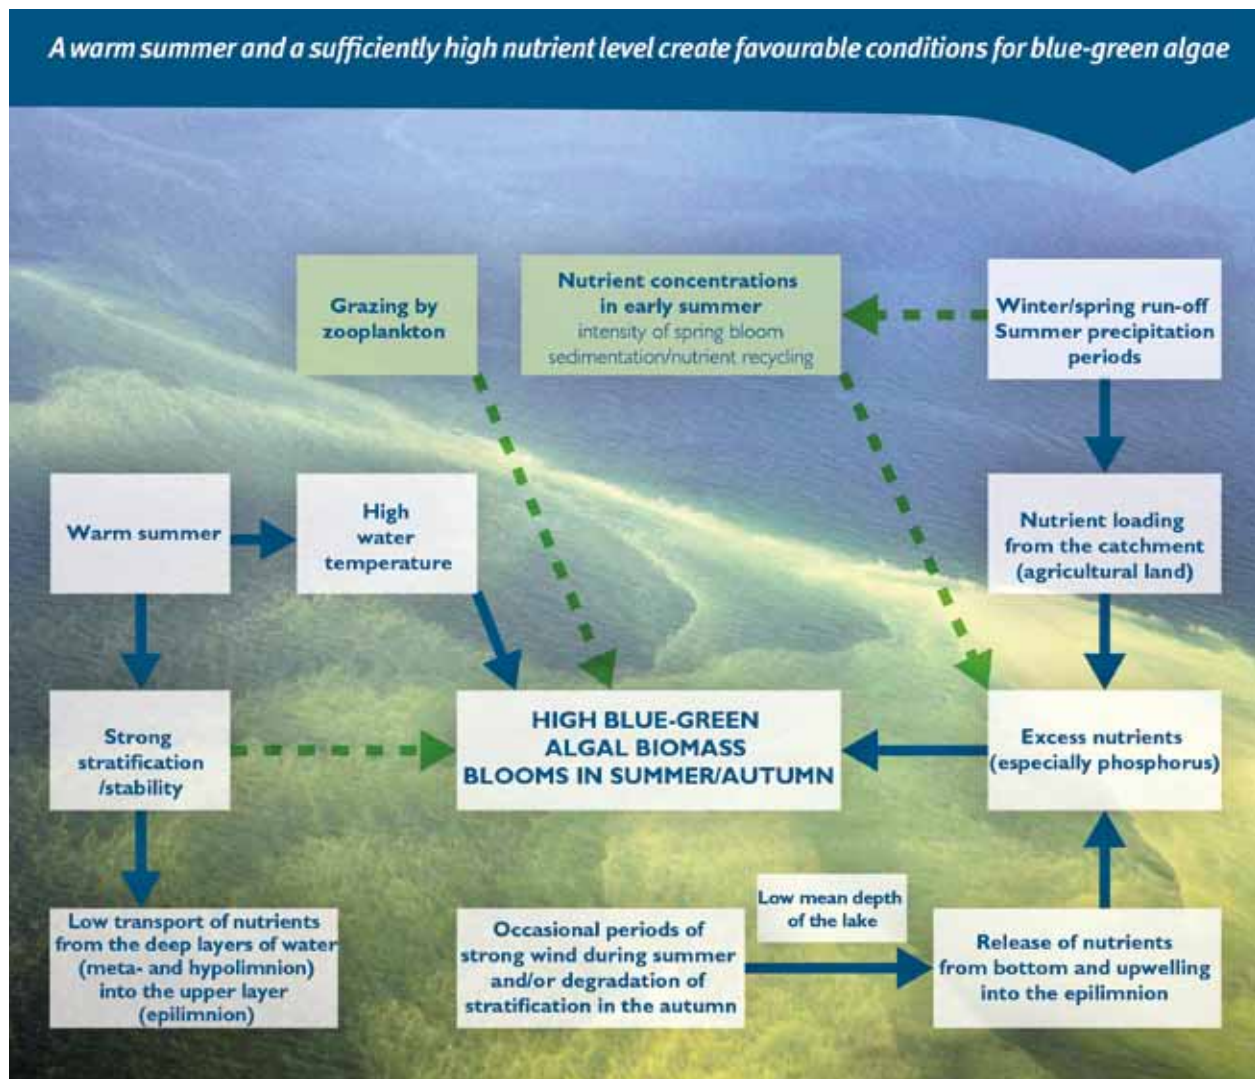 A warm summer and a sufficiently high nutrient level create favourable conditions for blue-green algae
Grazing by
zooplankton
Nutrient concentrations
in early summer
intensity of spring bloom
sedimentation/nutrient recycling
Winter/spring run-off
Summer precipitation
periods
Warm summer
High
water
temperature
Nutrient loading
from the catchment
(agricultural land)
Strong
stratification
/stability
HIGH BLUE-GREEN
ALGAL BIOMASS
BLOOMS IN SUMMER/AUTUMN
Excess nutrients
(especially phosphorus)
Low transport of nutrients
from the deep layers of water
(meta- and hypolimnion)
into the upper layer
(epilimnion)
Occasional periods of
strong wind during summer
and/or degradation of
stratification in the autumn
Low mean depth
of the lake
Release of nutrients
from bottom and upwelling
into the epilimnion